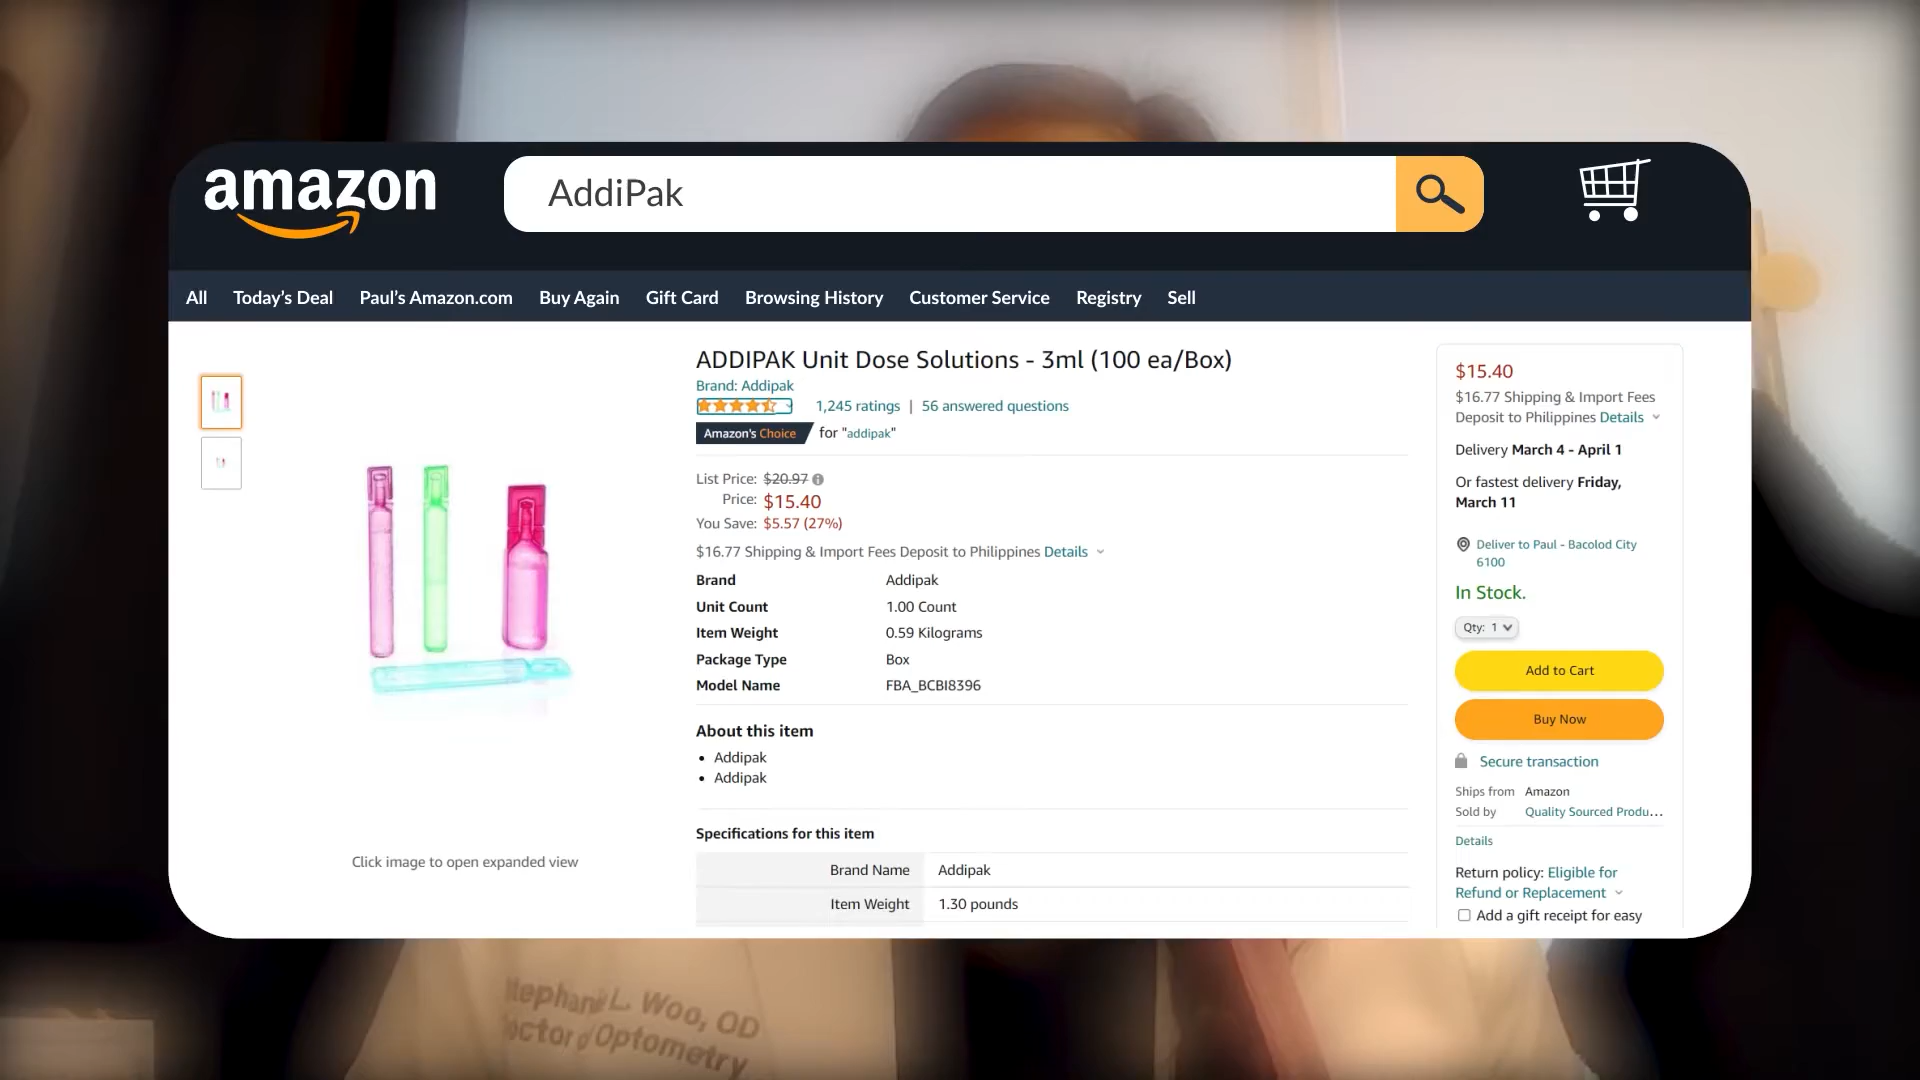 amazon
AddiPak
All Today's Deal Paul's Amazon.com Buy Again Gift Card Browsing History Customer Service Registry Sell
ADDIPAK Unit Dose Solutions - 3ml (100 ea/Box)
Brand: Addipak
1,245 ratings | 56 answered questions
Amazon's Choice for "addipak"
List Price: $20.97
Price: $15.40
You Save: $5.57 (27%)
$16.77 Shipping & Import Fees Deposit to Philippines Details
Brand Addipak
Unit Count 1.00 Count
Item Weight 0.59 Kilograms
Package Type Box
Model Name FBA_BCBI8396
About this item
• Addipak
• Addipak
Specifications for this item
Brand Name Addipak
Item Weight 1.30 pounds
Click image to open expanded view
$15.40
$16.77 Shipping & Import Fees
Deposit to Philippines Details
Delivery March 4 - April 1
Or fastest delivery Friday,
March 11
Deliver to Paul - Bacolod City
6100
In Stock.
Qty: 1
Add to Cart
Buy Now
Secure transaction
Ships from Amazon
Sold by Quality Sourced Produ...
Details
Return policy: Eligible for
Refund or Replacement
Add a gift receipt for easy
L. Woo, OD
Optometry